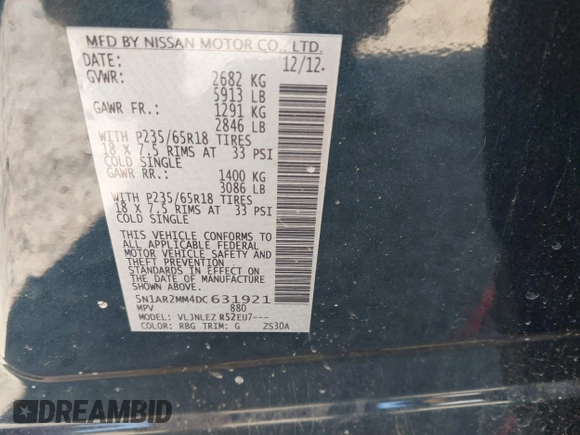 MFD BY NISSAN MOTOR CO., LTD.
DATE: 12/12
GVWR: 2682 KG
5913 LB
GAWR FR.: 1291 KG
2846 LB
WITH P235/65R18 TIRES
18 X 7.5 RIMS AT 33 PSI
COLD SINGLE
GAWR RR.: 1400 KG
3086 LB
WITH P235/65R18 TIRES
18 X 7.5 RIMS AT 33 PSI
COLD SINGLE
THIS VEHICLE CONFORMS TO
ALL APPLICABLE FEDERAL
MOTOR VEHICLE SAFETY AND
THEFT PREVENTION
STANDARDS IN EFFECT ON
THE DATE OF MANUFACTURE
SHOWN ABOVE.
5N1AR2MM4DC631921
MPV 880
MODEL: VLJNLEZ R52EU7---
COLOR: RBG TRIM: G ZS30A
DREAMBID